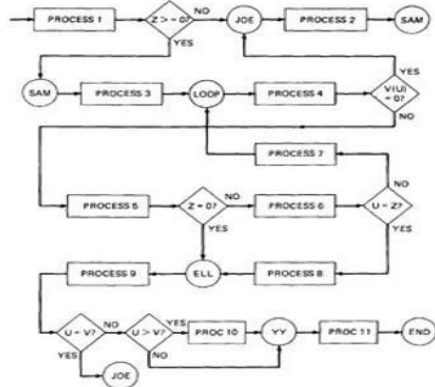 PROCESS 1
Z >= 0?
NO
JOE
PROCESS 2
SAM
YES
SAM
PROCESS 3
LOOP
PROCESS 4
V(U) = 0?
YES
NO
PROCESS 7
PROCESS 5
Z = 0?
NO
PROCESS 6
U = Z?
NO
YES
YES
PROCESS 9
ELL
PROCESS 8
U = V?
NO
U > V?
YES
PROC 10
YY
PROC 11
END
YES
NO
JOE